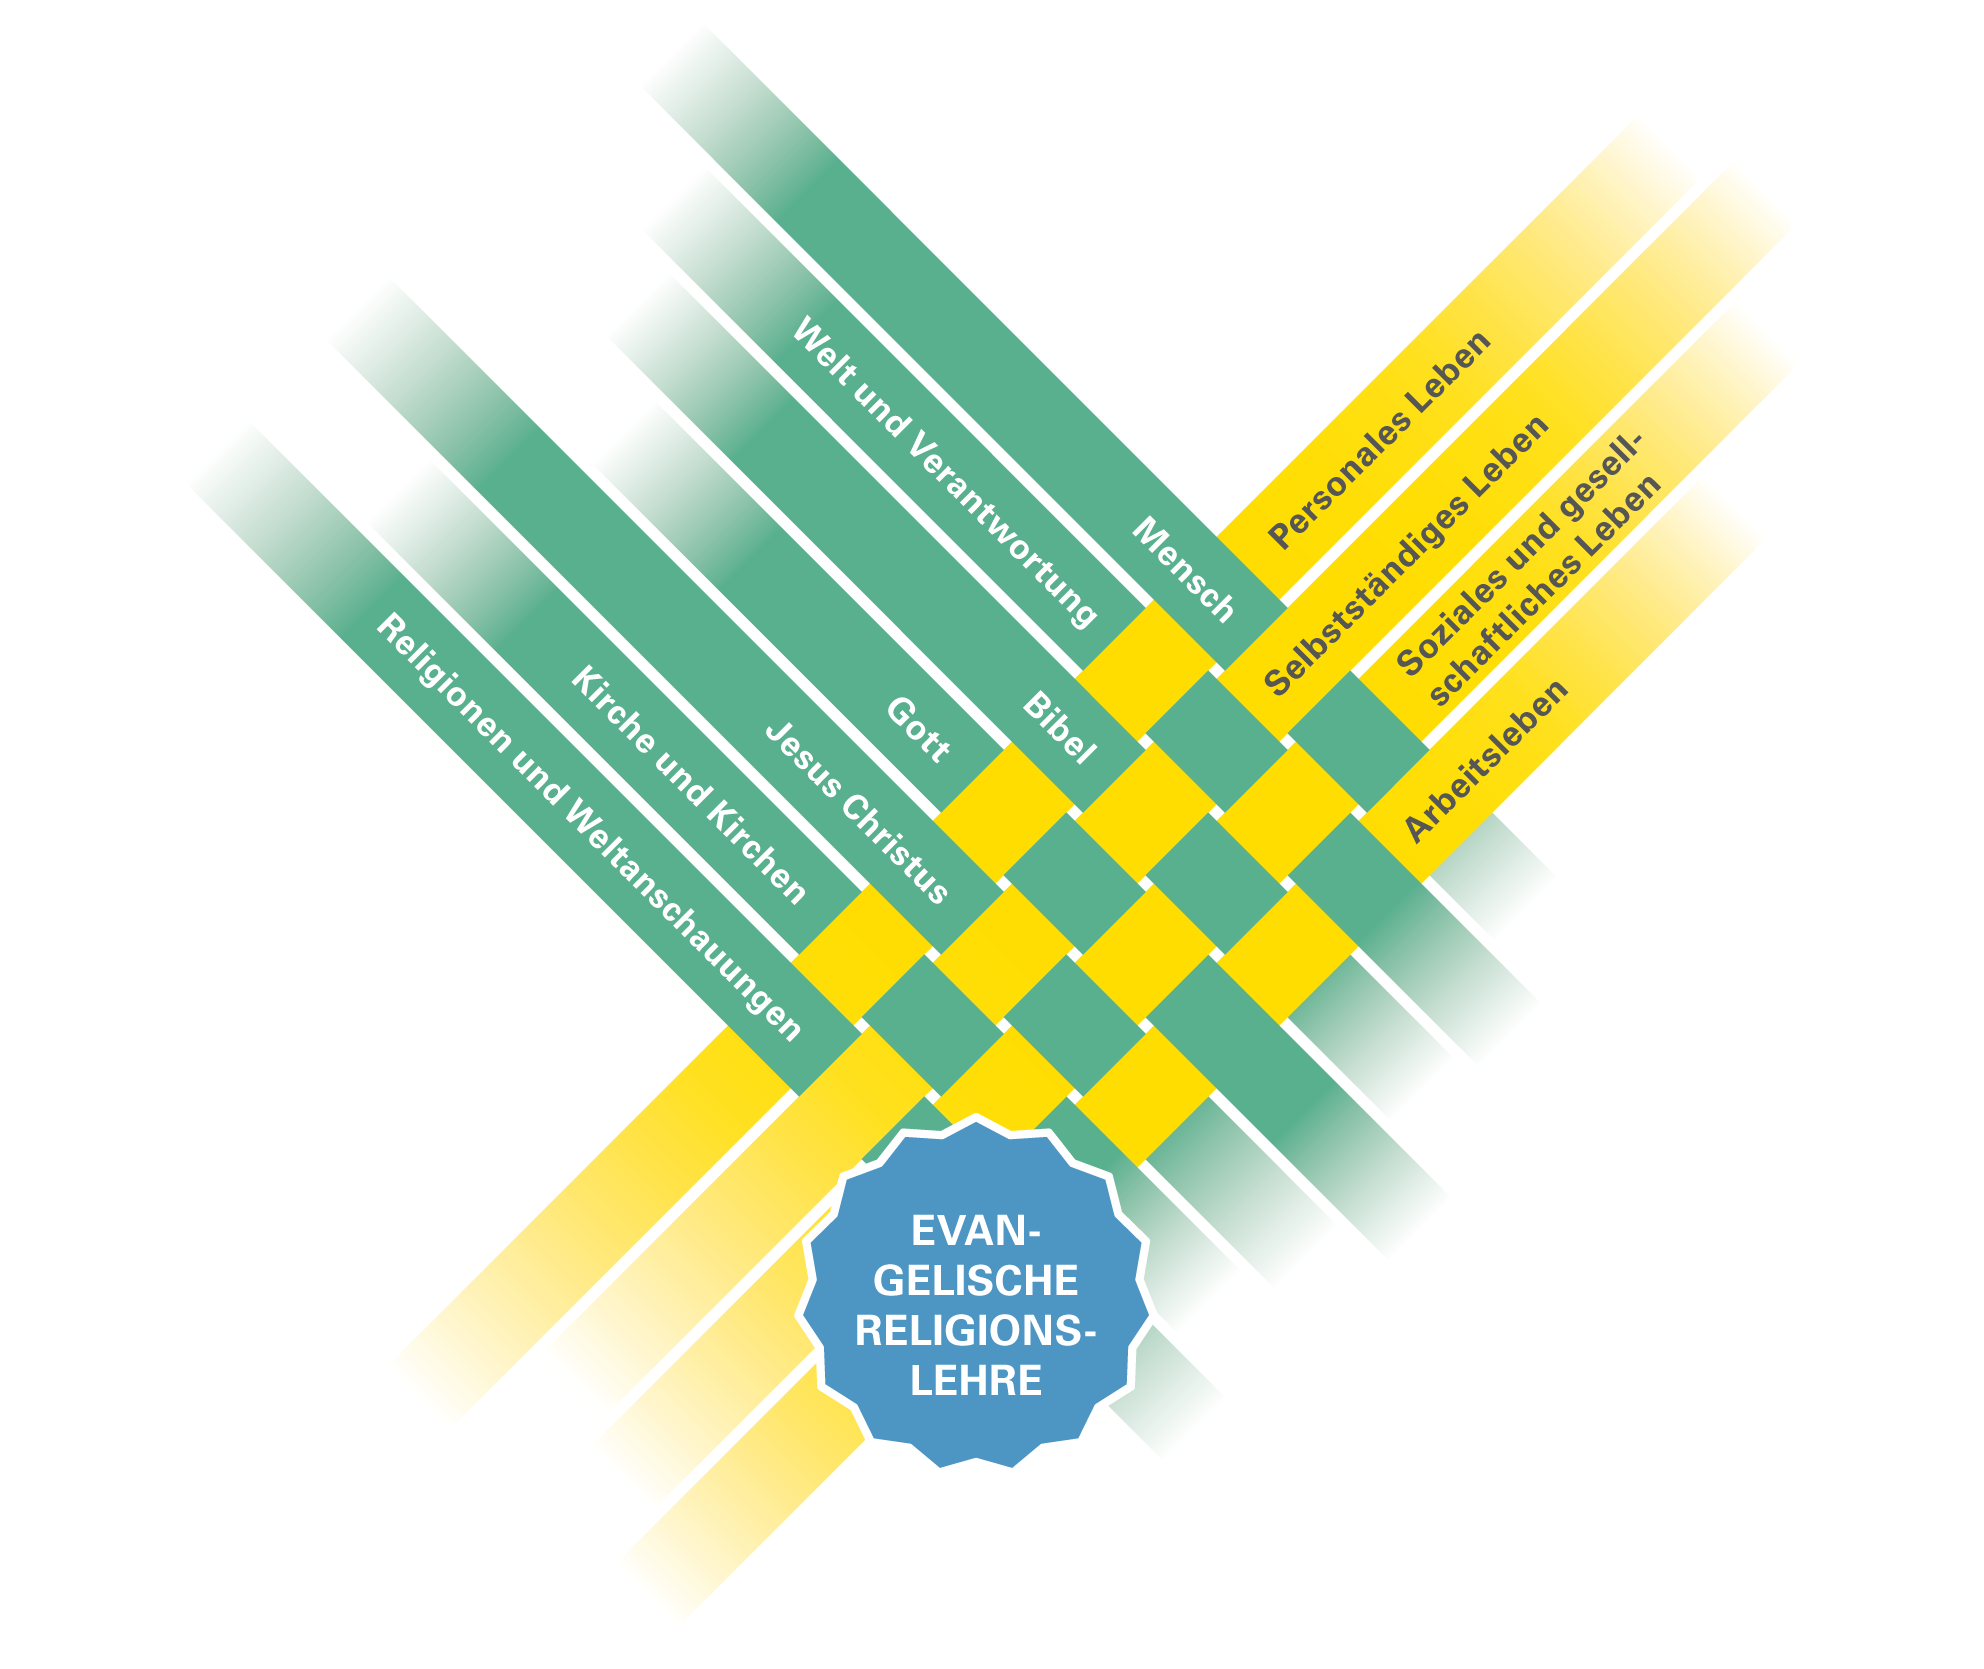 Mensch
Welt und Verantwortung
Bibel
Gott
Jesus Christus
Kirche und Kirchen
Religionen und Weltanschauungen
Personales Leben
Selbstständiges Leben
Soziales und gesell-
schaftliches Leben
Arbeitsleben
EVAN-
GELISCHE
RELIGIONS-
LEHRE